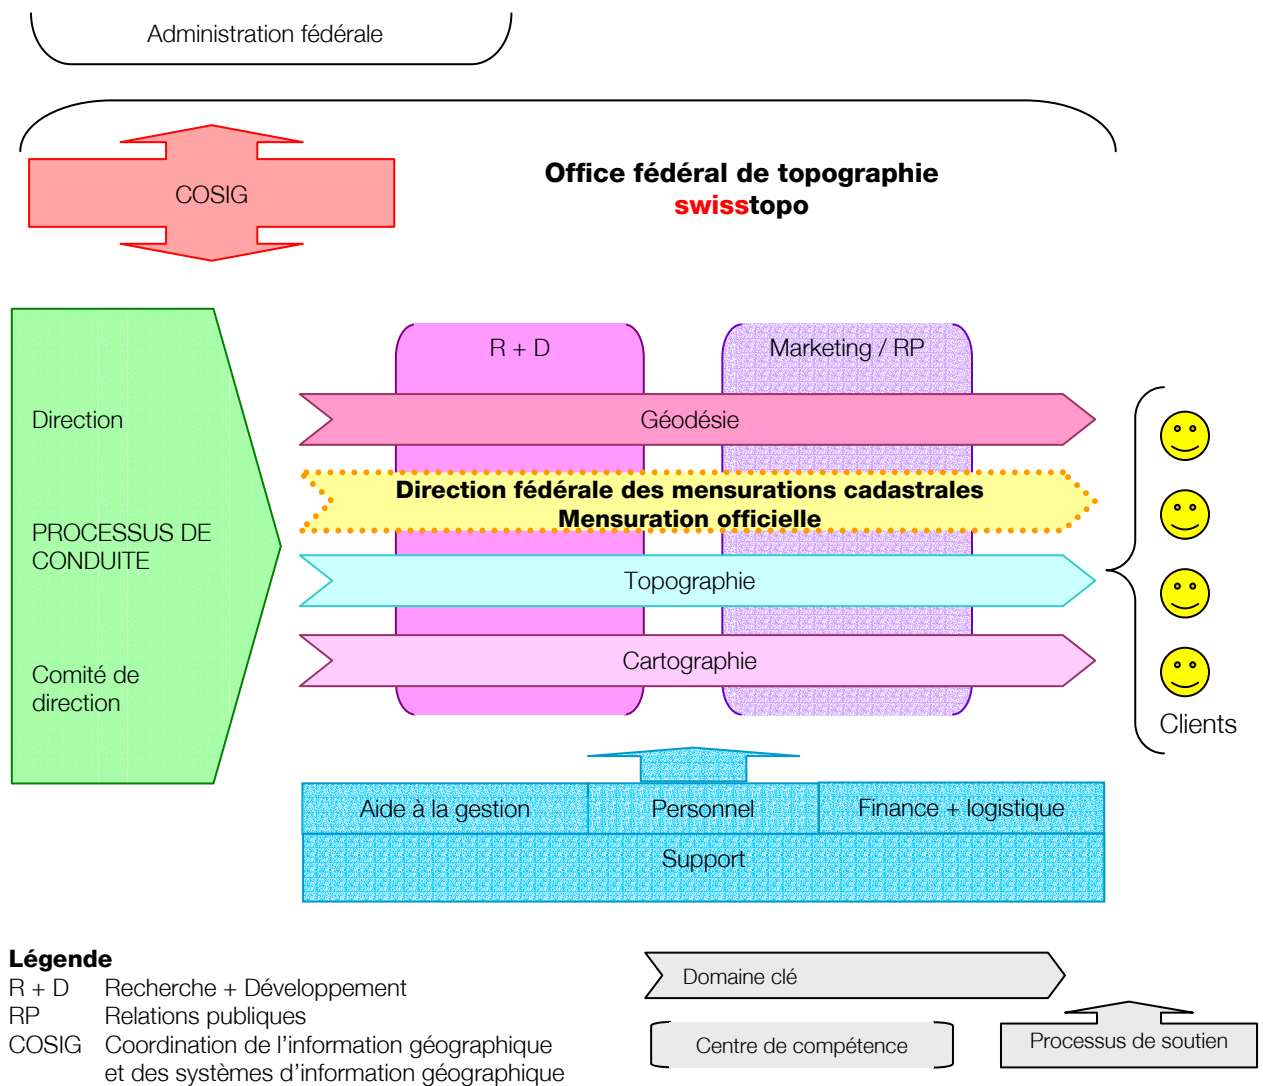 Administration fédérale
COSIG
Office fédéral de topographie
swisstopo
R + D
Marketing / RP
Direction
PROCESSUS DE
CONDUITE
Comité de
direction
Géodésie
Direction fédérale des mensurations cadastrales
Mensuration officielle
Topographie
Cartographie
Clients
Aide à la gestion
Personnel
Finance + logistique
Support
Légende
R + D Recherche + Développement
RP Relations publiques
COSIG Coordination de l'information géographique
et des systèmes d'information géographique
Domaine clé
Centre de compétence
Processus de soutien